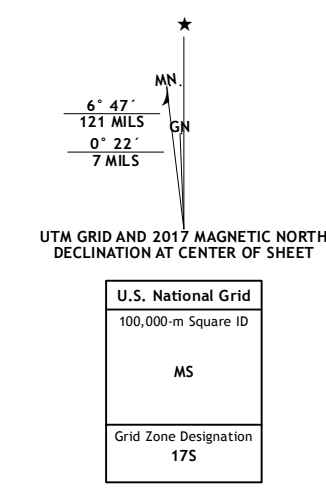 ★
MN
6° 47´
121 MILS
GN
0° 22´
7 MILS
UTM GRID AND 2017 MAGNETIC NORTH
DECLINATION AT CENTER OF SHEET
U.S. National Grid
100,000-m Square ID
MS
Grid Zone Designation
17S